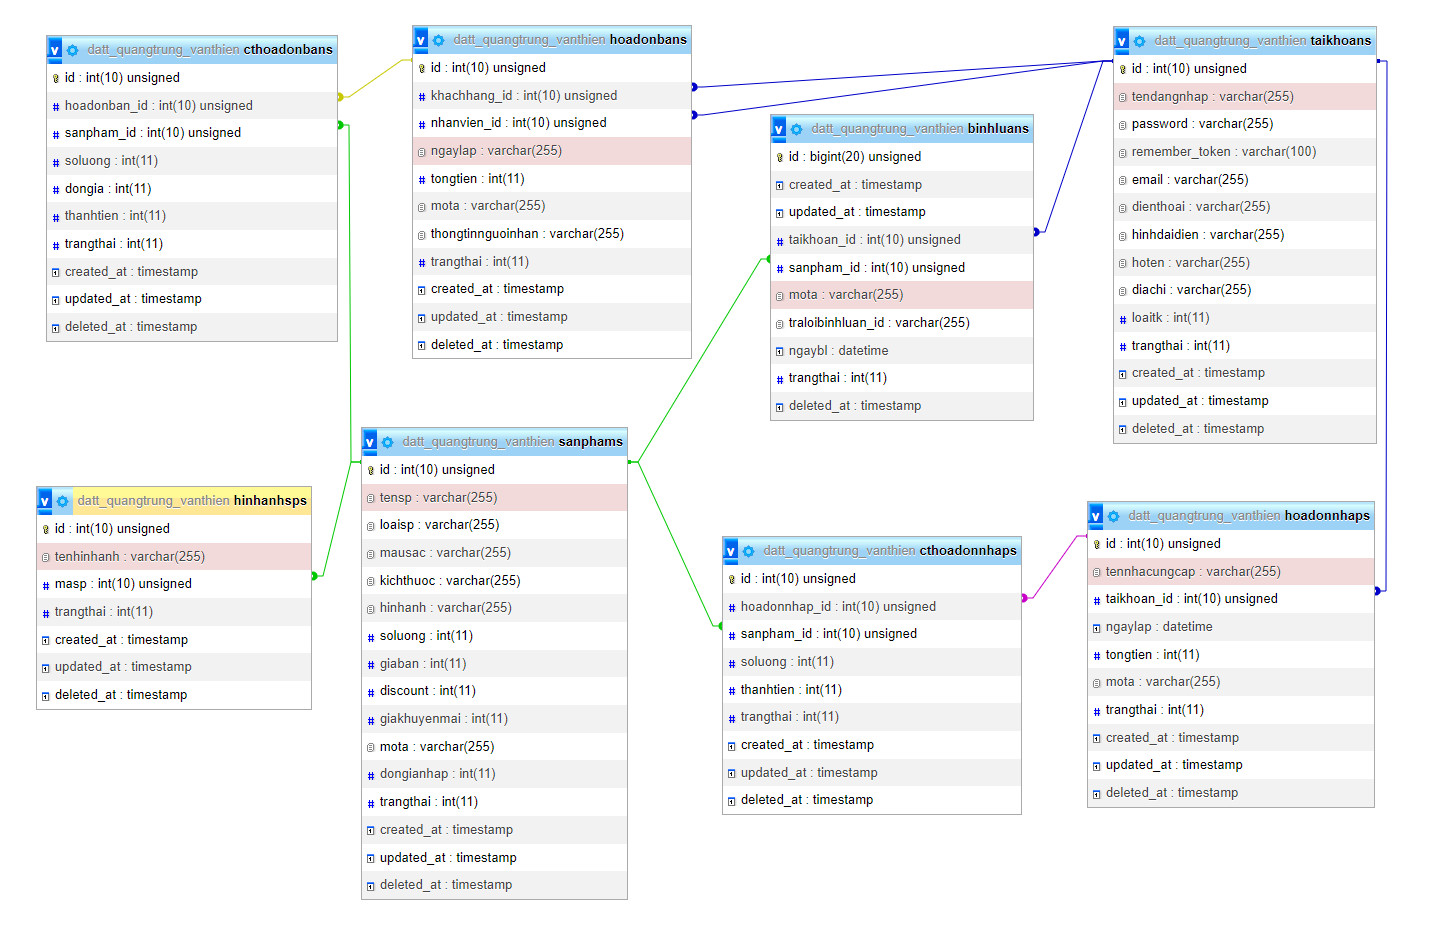 datt_quangtrung_vanthien cthoadonbans
id : int(10) unsigned
hoadonban_id : int(10) unsigned
sanpham_id : int(10) unsigned
soluong : int(11)
dongia : int(11)
thanhtien : int(11)
trangthai : int(11)
created_at : timestamp
updated_at : timestamp
deleted_at : timestamp
datt_quangtrung_vanthien hoadonbans
id : int(10) unsigned
khachhang_id : int(10) unsigned
nhanvien_id : int(10) unsigned
ngaylap : varchar(255)
tongtien : int(11)
mota : varchar(255)
thongtinnguoinhan : varchar(255)
trangthai : int(11)
created_at : timestamp
updated_at : timestamp
deleted_at : timestamp
datt_quangtrung_vanthien binhluans
id : bigint(20) unsigned
created_at : timestamp
updated_at : timestamp
taikhoan_id : int(10) unsigned
sanpham_id : int(10) unsigned
mota : varchar(255)
traloibinhluan_id : varchar(255)
ngaybl : datetime
trangthai : int(11)
deleted_at : timestamp
datt_quangtrung_vanthien taikhoans
id : int(10) unsigned
tendangnhap : varchar(255)
password : varchar(255)
remember_token : varchar(100)
email : varchar(255)
dienthoai : varchar(255)
hinhdaidien : varchar(255)
hoten : varchar(255)
diachi : varchar(255)
loaitk : int(11)
trangthai : int(11)
created_at : timestamp
updated_at : timestamp
deleted_at : timestamp
datt_quangtrung_vanthien hinhanhsps
id : int(10) unsigned
tenhinhanh : varchar(255)
masp : int(10) unsigned
trangthai : int(11)
created_at : timestamp
updated_at : timestamp
deleted_at : timestamp
datt_quangtrung_vanthien sanphams
id : int(10) unsigned
tensp : varchar(255)
loaisp : varchar(255)
mausac : varchar(255)
kichthuoc : varchar(255)
hinhanh : varchar(255)
soluong : int(11)
giaban : int(11)
discount : int(11)
giakhuyenmai : int(11)
mota : varchar(255)
dongianhap : int(11)
trangthai : int(11)
created_at : timestamp
updated_at : timestamp
deleted_at : timestamp
datt_quangtrung_vanthien cthoadonnhaps
id : int(10) unsigned
hoadonnhap_id : int(10) unsigned
sanpham_id : int(10) unsigned
soluong : int(11)
thanhtien : int(11)
trangthai : int(11)
created_at : timestamp
updated_at : timestamp
deleted_at : timestamp
datt_quangtrung_vanthien hoadonnhaps
id : int(10) unsigned
tennhacungcap : varchar(255)
taikhoan_id : int(10) unsigned
ngaylap : datetime
tongtien : int(11)
mota : varchar(255)
trangthai : int(11)
created_at : timestamp
updated_at : timestamp
deleted_at : timestamp